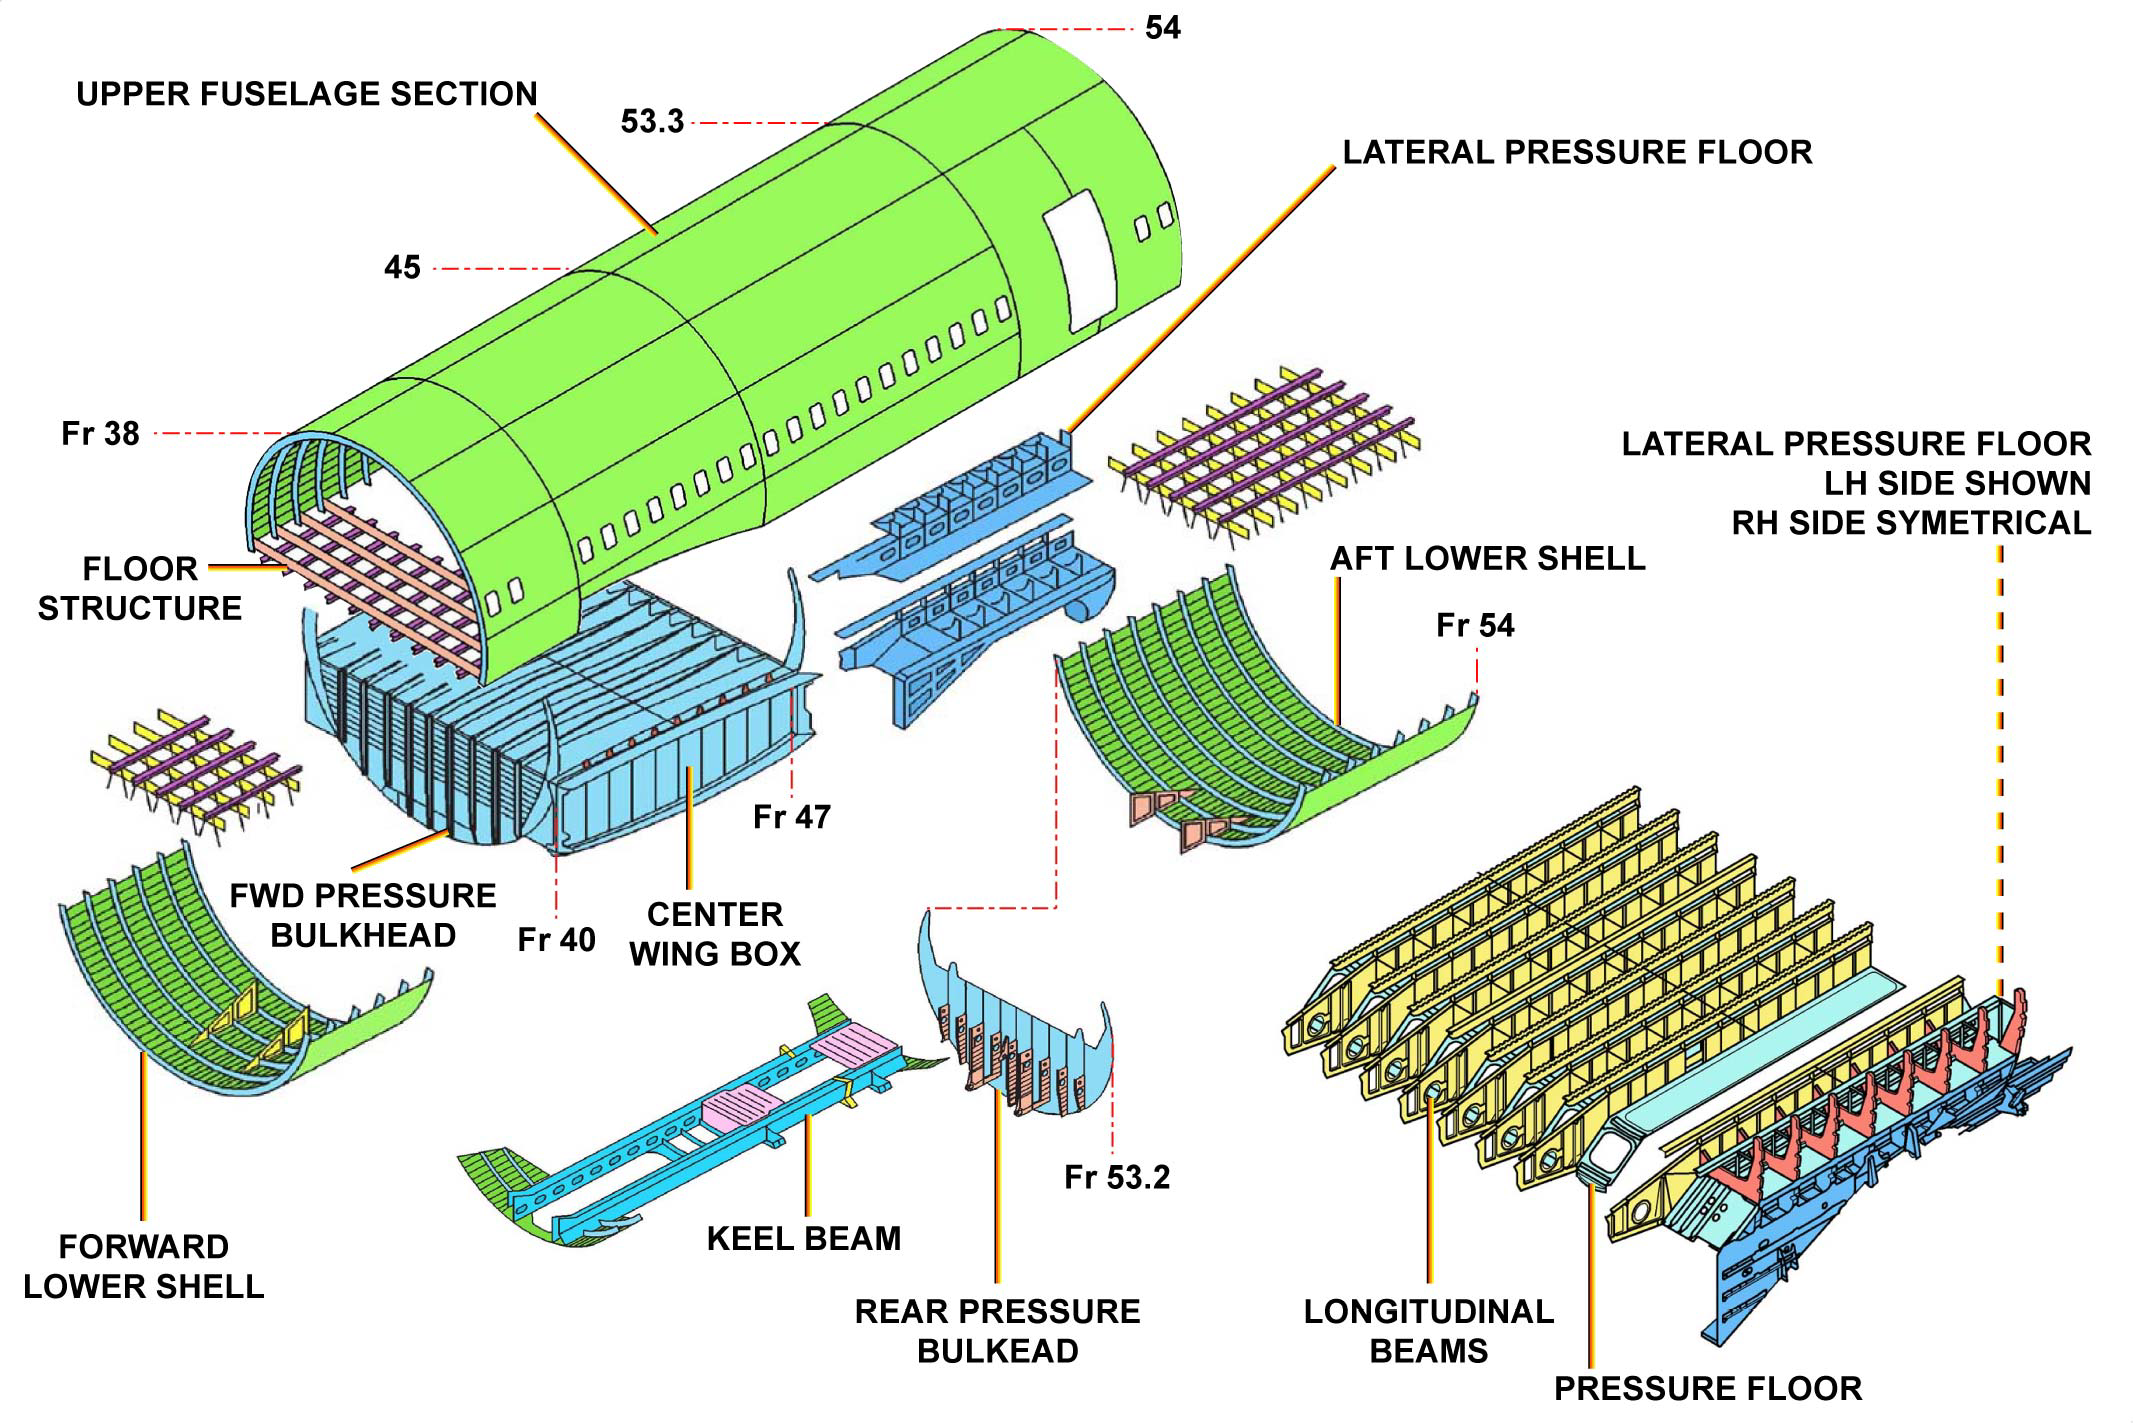 54
UPPER FUSELAGE SECTION
53.3
LATERAL PRESSURE FLOOR
45
Fr 38
LATERAL PRESSURE FLOOR
LH SIDE SHOWN
RH SIDE SYMETRICAL
FLOOR
STRUCTURE
AFT LOWER SHELL
Fr 54
Fr 47
FWD PRESSURE
BULKHEAD
Fr 40
CENTER
WING BOX
Fr 53.2
KEEL BEAM
FORWARD
LOWER SHELL
REAR PRESSURE
BULKEAD
LONGITUDINAL
BEAMS
PRESSURE FLOOR